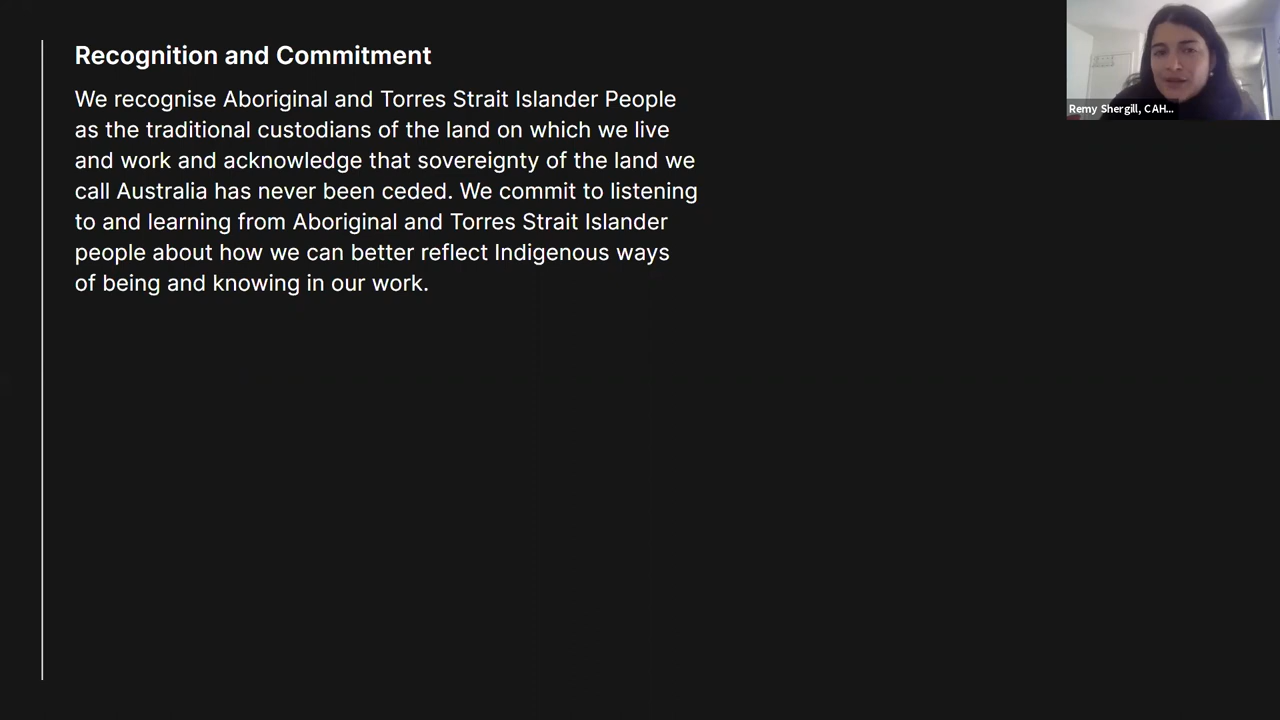 Recognition and Commitment
We recognise Aboriginal and Torres Strait Islander People
as the traditional custodians of the land on which we live
and work and acknowledge that sovereignty of the land we
call Australia has never been ceded. We commit to listening
to and learning from Aboriginal and Torres Strait Islander
people about how we can better reflect Indigenous ways
of being and knowing in our work.
Remy Shergill, CAH...